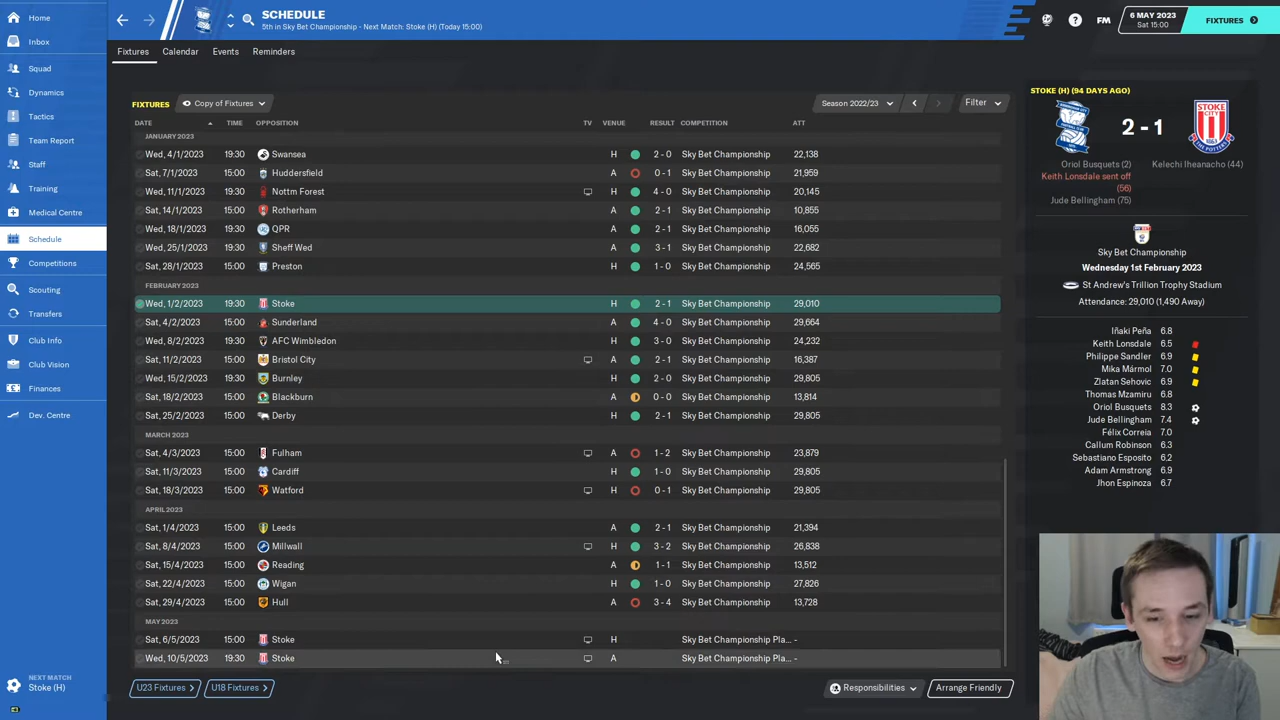 Home
Inbox
Squad
Dynamics
Tactics
Team Report
Staff
Training
Medical Centre
Schedule
Competitions
Scouting
Transfers
Club Info
Club Vision
Finances
Dev. Centre
NEXT MATCH
Stoke (H)
SCHEDULE
5th in Sky Bet Championship - Next Match: Stoke (H) (Today 15:00)
FM
6 MAY 2023
Sat 15:00
FIXTURES
Fixtures Calendar Events Reminders
FIXTURES Copy of Fixtures Season 2022/23 Filter
DATE TIME OPPOSITION TV VENUE RESULT COMPETITION ATT
JANUARY 2023
Wed, 4/1/2023 19:30 Swansea H 2 - 0 Sky Bet Championship 22,138
Sat, 7/1/2023 15:00 Huddersfield A 0 - 1 Sky Bet Championship 21,959
Wed, 11/1/2023 19:30 Nottm Forest H 4 - 0 Sky Bet Championship 20,145
Sat, 14/1/2023 15:00 Rotherham A 2 - 1 Sky Bet Championship 10,855
Wed, 18/1/2023 19:30 QPR A 2 - 1 Sky Bet Championship 16,055
Wed, 25/1/2023 19:30 Sheff Wed A 3 - 1 Sky Bet Championship 22,682
Sat, 28/1/2023 15:00 Preston H 1 - 0 Sky Bet Championship 24,565
FEBRUARY 2023
Wed, 1/2/2023 19:30 Stoke H 2 - 1 Sky Bet Championship 29,010
Sat, 4/2/2023 15:00 Sunderland A 4 - 0 Sky Bet Championship 29,664
Wed, 8/2/2023 19:30 AFC Wimbledon H 3 - 0 Sky Bet Championship 24,232
Sat, 11/2/2023 15:00 Bristol City A 2 - 1 Sky Bet Championship 16,387
Wed, 15/2/2023 19:30 Burnley H 2 - 0 Sky Bet Championship 29,805
Sat, 18/2/2023 15:00 Blackburn A 0 - 0 Sky Bet Championship 13,814
Sat, 25/2/2023 15:00 Derby H 2 - 1 Sky Bet Championship 29,805
MARCH 2023
Sat, 4/3/2023 15:00 Fulham A 1 - 2 Sky Bet Championship 23,879
Sat, 11/3/2023 15:00 Cardiff H 1 - 0 Sky Bet Championship 29,805
Sat, 18/3/2023 15:00 Watford H 0 - 1 Sky Bet Championship 29,805
APRIL 2023
Sat, 1/4/2023 15:00 Leeds A 2 - 1 Sky Bet Championship 21,394
Sat, 8/4/2023 15:00 Millwall H 3 - 2 Sky Bet Championship 26,838
Sat, 15/4/2023 15:00 Reading A 1 - 1 Sky Bet Championship 13,512
Sat, 22/4/2023 15:00 Wigan H 1 - 0 Sky Bet Championship 27,826
Sat, 29/4/2023 15:00 Hull A 3 - 4 Sky Bet Championship 13,728
MAY 2023
Sat, 6/5/2023 15:00 Stoke H Sky Bet Championship Pla... -
Wed, 10/5/2023 19:30 Stoke A Sky Bet Championship Pla... -
U23 Fixtures U18 Fixtures Responsibilities Arrange Friendly
STOKE (H) (94 DAYS AGO)
2 - 1
Oriol Busquets (2) Kelechi Iheanacho (44)
Keith Lonsdale sent off
(56)
Jude Bellingham (75)
Sky Bet Championship
Wednesday 1st February 2023
St Andrew's Trillion Trophy Stadium
Attendance: 29,010 (1,490 Away)
Iñaki Peña 6.8
Keith Lonsdale 6.5
Philippe Sandler 6.9
Mika Mármol 7.0
Zlatan Sehovic 6.9
Thomas Mzamiru 6.8
Oriol Busquets 8.3
Jude Bellingham 7.4
Félix Correia 7.0
Callum Robinson 6.3
Sebastiano Esposito 6.2
Adam Armstrong 6.9
Jhon Espinoza 6.7